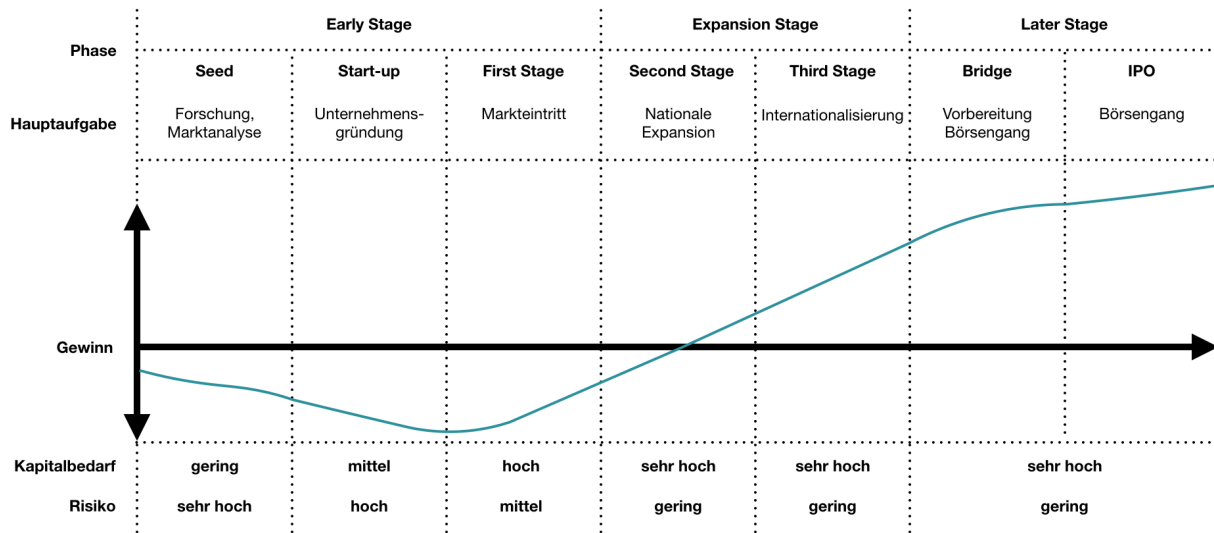 Early Stage Expansion Stage Later Stage
Phase
Seed Start-up First Stage Second Stage Third Stage Bridge IPO
Hauptaufgabe
Forschung,
Marktanalyse
Unternehmens-
gründung
Markteintritt
Nationale
Expansion
Internationalisierung
Vorbereitung
Börsengang
Börsengang
Gewinn
Kapitalbedarf gering mittel hoch sehr hoch sehr hoch sehr hoch
Risiko sehr hoch hoch mittel gering gering gering